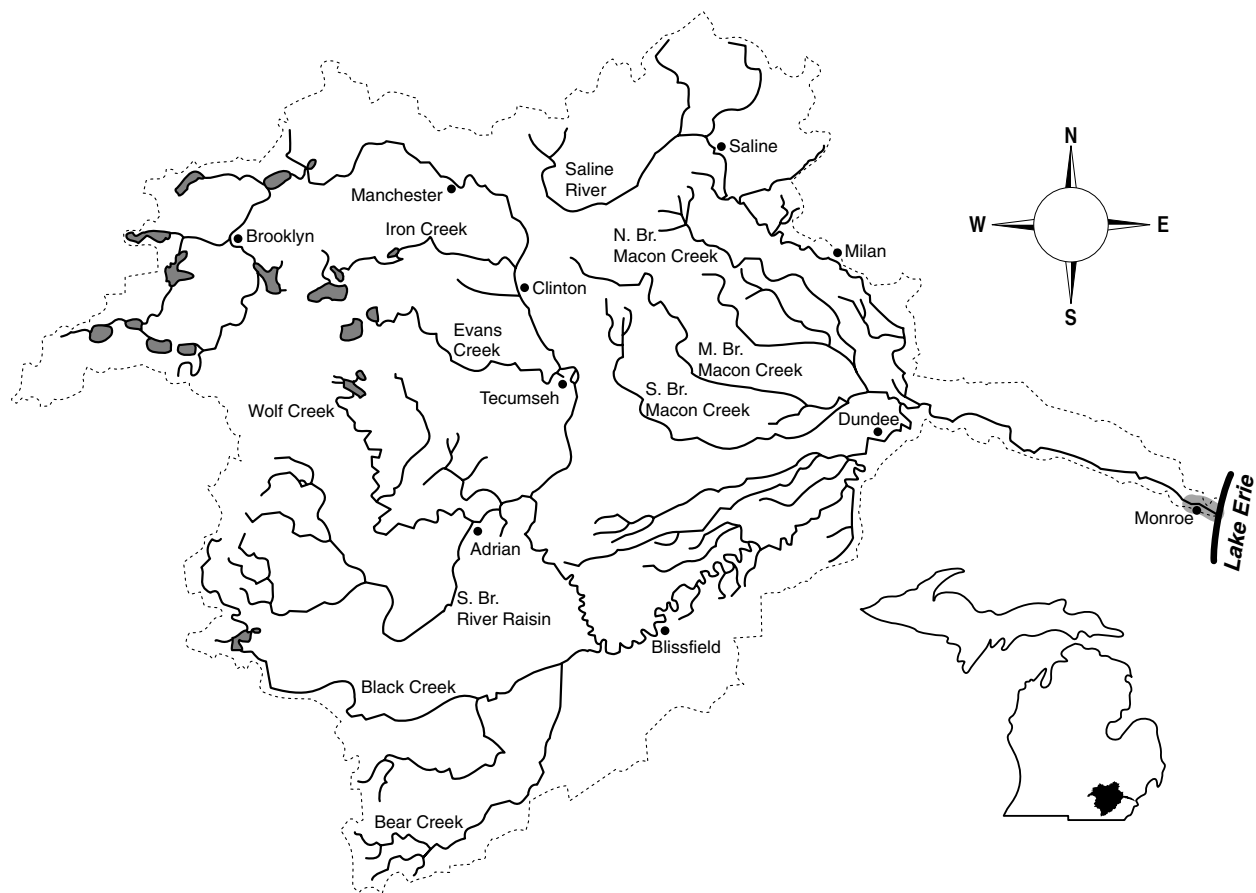 Saline
Saline
River
Manchester
Iron Creek
Brooklyn
N. Br.
Macon Creek
Milan
Clinton
Evans
Creek
M. Br.
Macon Creek
Tecumseh
S. Br.
Macon Creek
Wolf Creek
Dundee
Adrian
Monroe
Lake Erie
S. Br.
River Raisin
Blissfield
Black Creek
Bear Creek
N
W
E
S